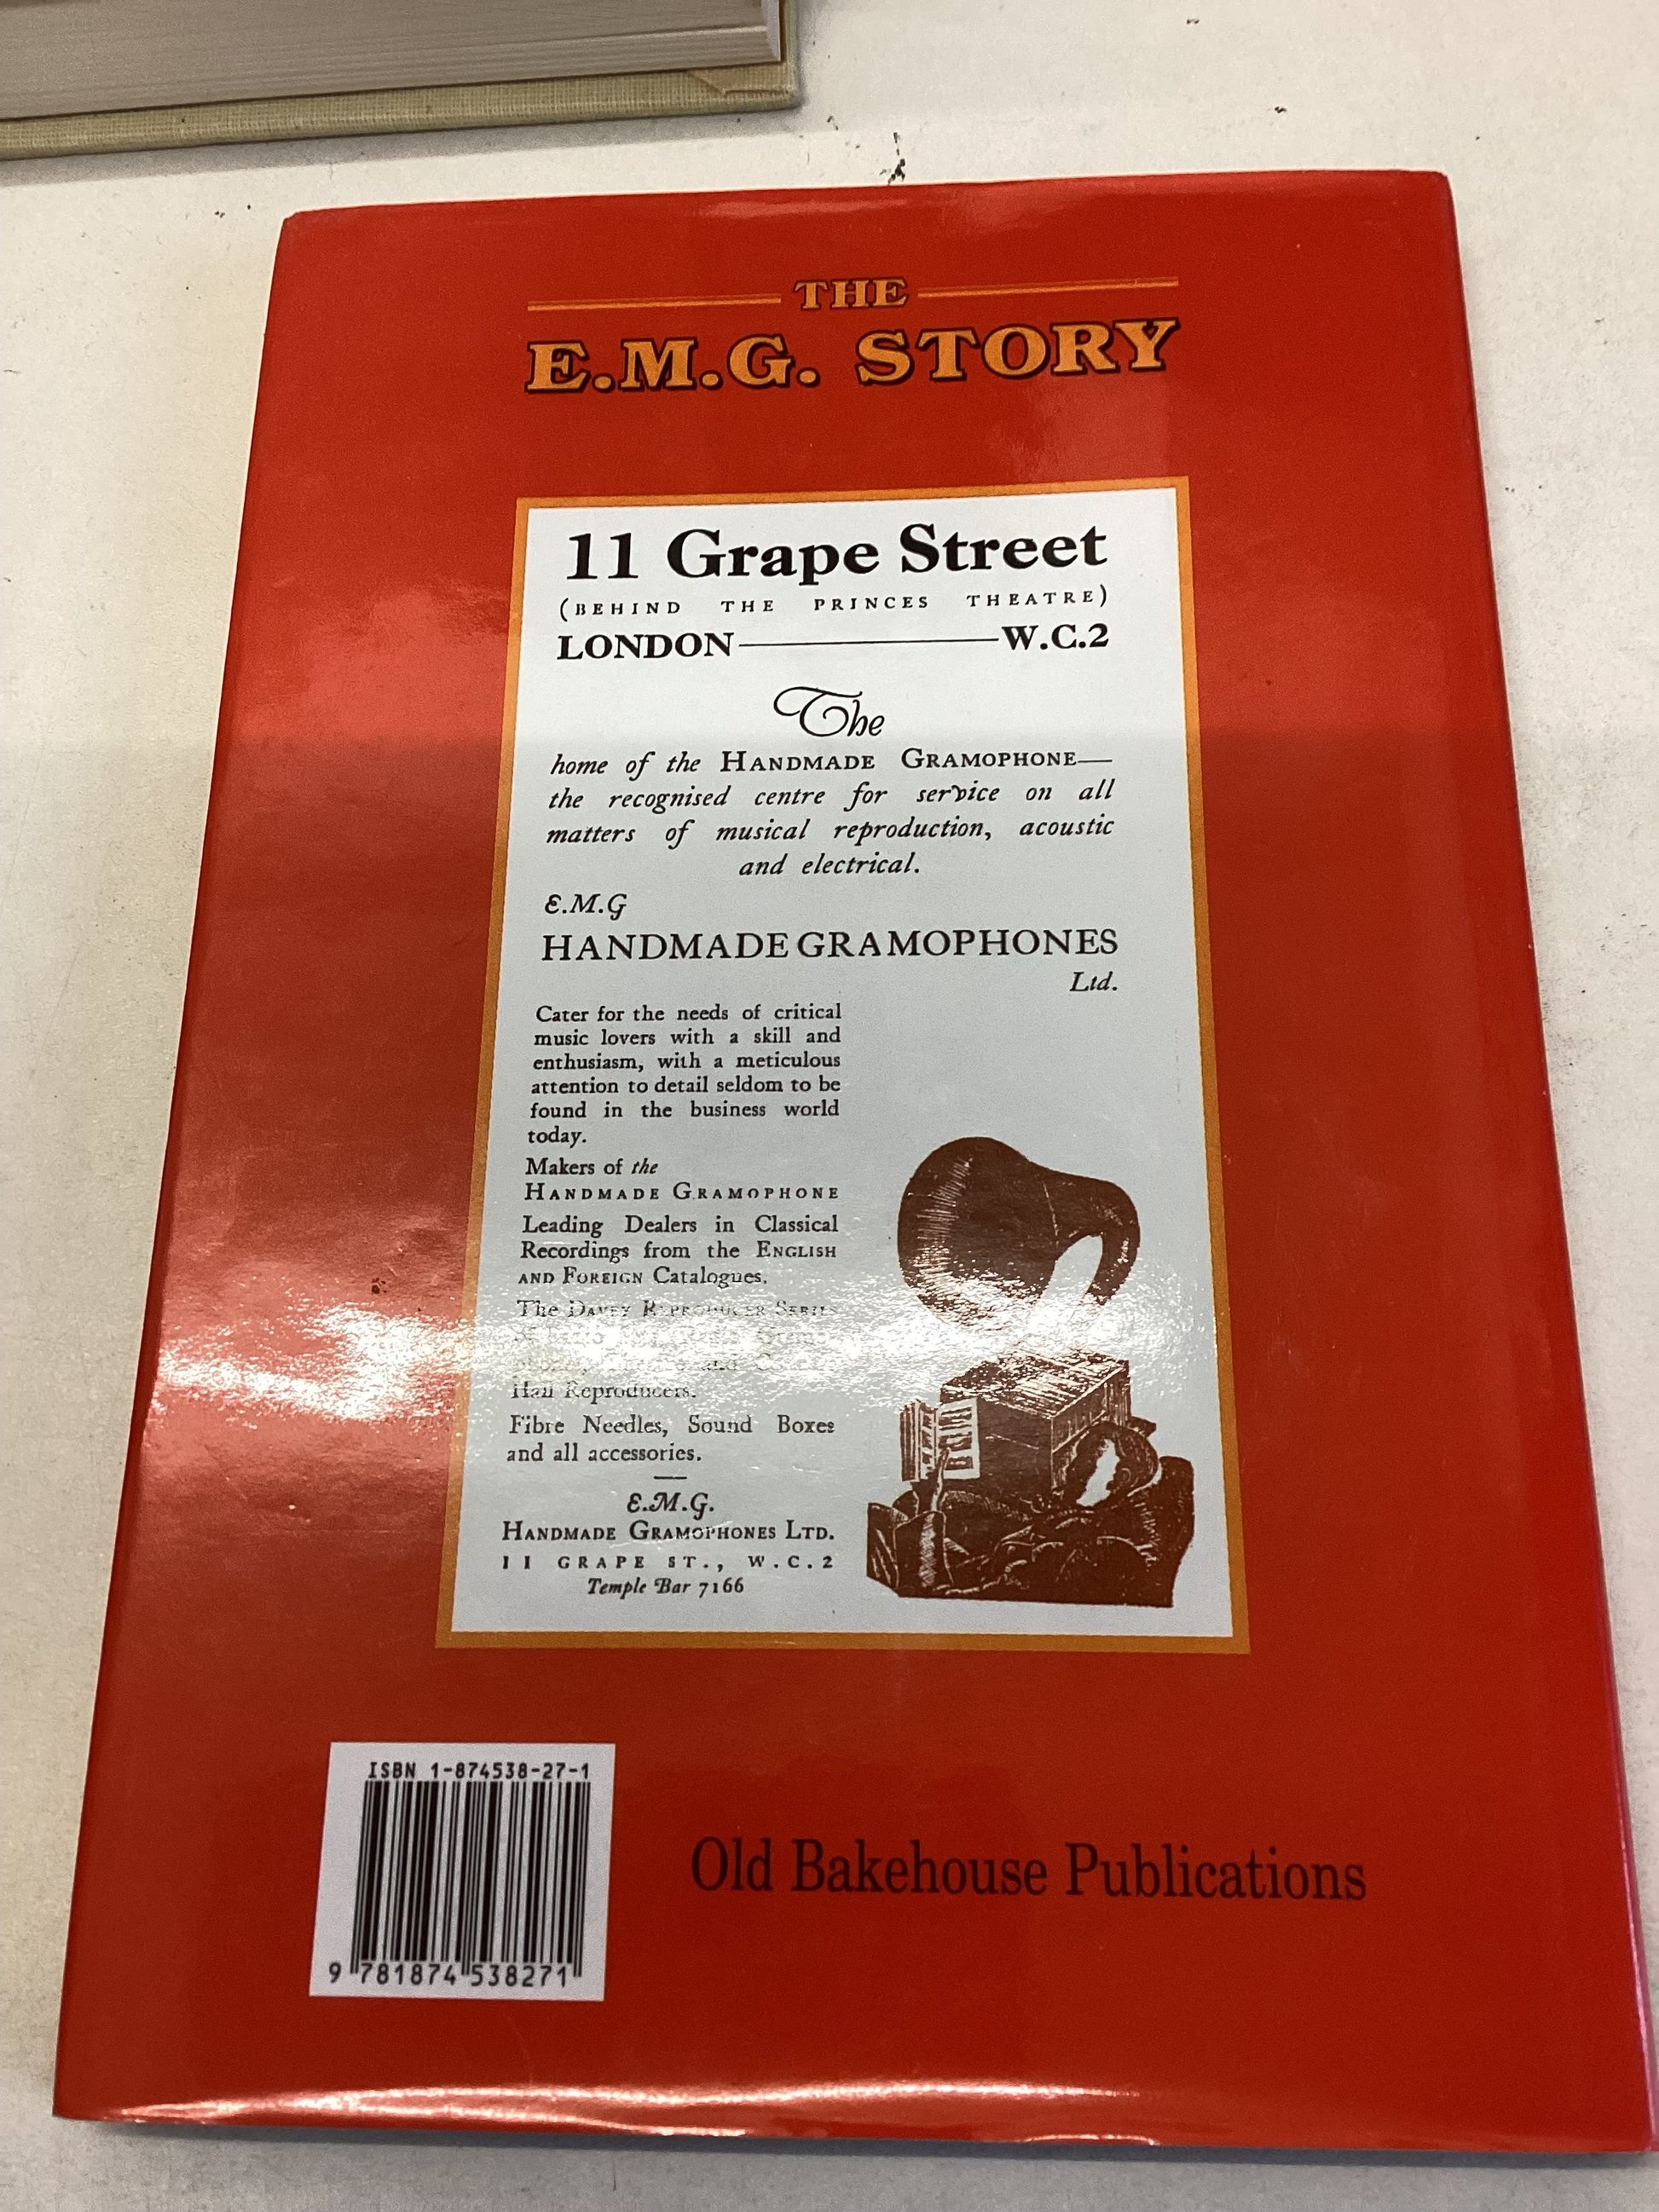 THE
E.M.G. STORY
11 Grape Street
(BEHIND THE PRINCES THEATRE)
LONDON W.C.2
The
home of the HANDMADE GRAMOPHONE—
the recognised centre for service on all
matters of musical reproduction, acoustic
and electrical.
E.M.G
HANDMADE GRAMOPHONES
Ltd.
Cater for the needs of critical
music lovers with a skill and
enthusiasm, with a meticulous
attention to detail seldom to be
found in the business world
today.
Makers of the
HANDMADE GRAMOPHONE
Leading Dealers in Classical
Recordings from the ENGLISH
AND FOREIGN Catalogues.
The DAVEY REPRODUCER SERIES
and
Hall Reproducers.
Fibre Needles, Sound Boxes
and all accessories.
E.M.G.
HANDMADE GRAMOPHONES LTD.
11 GRAPE ST., W.C.2
Temple Bar 7166
ISBN 1-874538-27-1
9 781874 538271
Old Bakehouse Publications